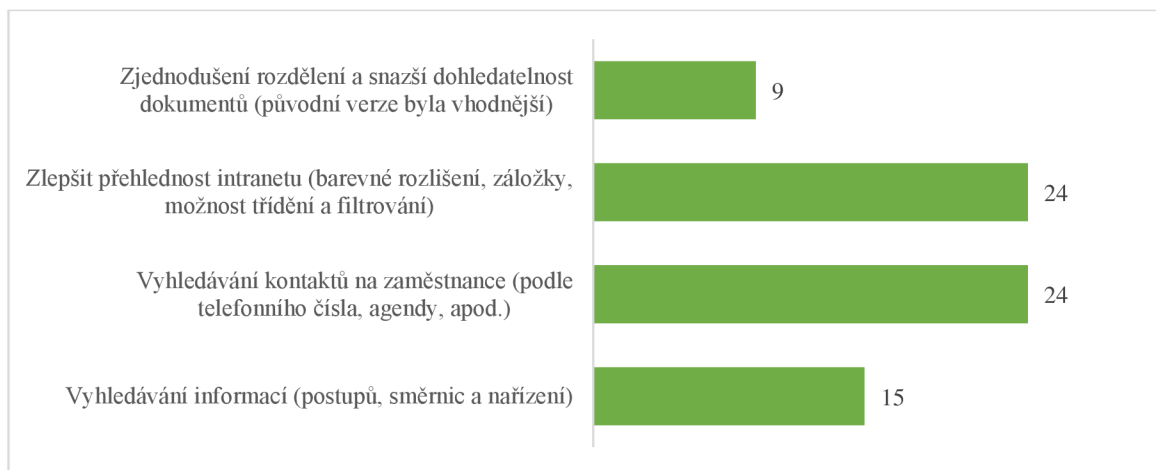 Zjednodušení rozdělení a snazší dohledatelnost
dokumentů (původní verze byla vhodnější)
9
Zlepšit přehlednost intranetu (barevné rozlišení, záložky,
možnost třídění a filtrování)
24
Vyhledávání kontaktů na zaměstnance (podle
telefonního čísla, agendy, apod.)
24
Vyhledávání informací (postupů, směrnic a nařízení)
15